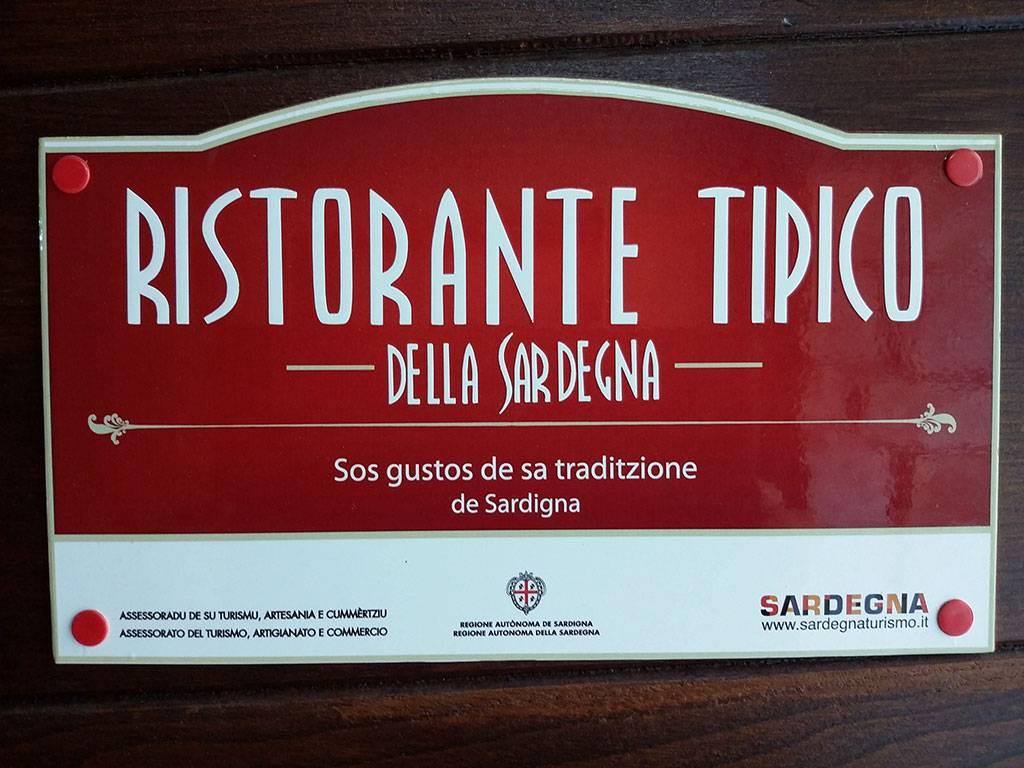 RISTORANTE TIPICO
DELLA SARDEGNA
Sos gustos de sa traditzione
de Sardigna
ASSESSORADU DE SU TURISMU, ARTESANIA E CUMMÈRTZIU
ASSESSORATO DEL TURISMO, ARTIGIANATO E COMMERCIO
REGIONE AUTÒNOMA DE SARDIGNA
REGIONE AUTONOMA DELLA SARDEGNA
SARDEGNA
www.sardegnaturismo.it